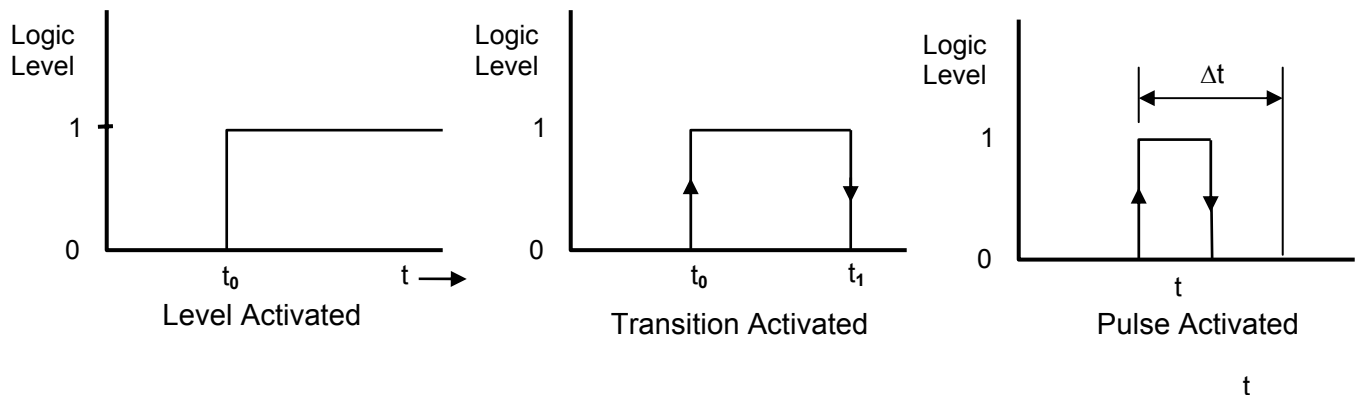 Logic
Level
1
0
t₀
t
Level Activated
Logic
Level
1
0
t₀
t₁
Transition Activated
Logic
Level
Δt
1
0
t
Pulse Activated
t